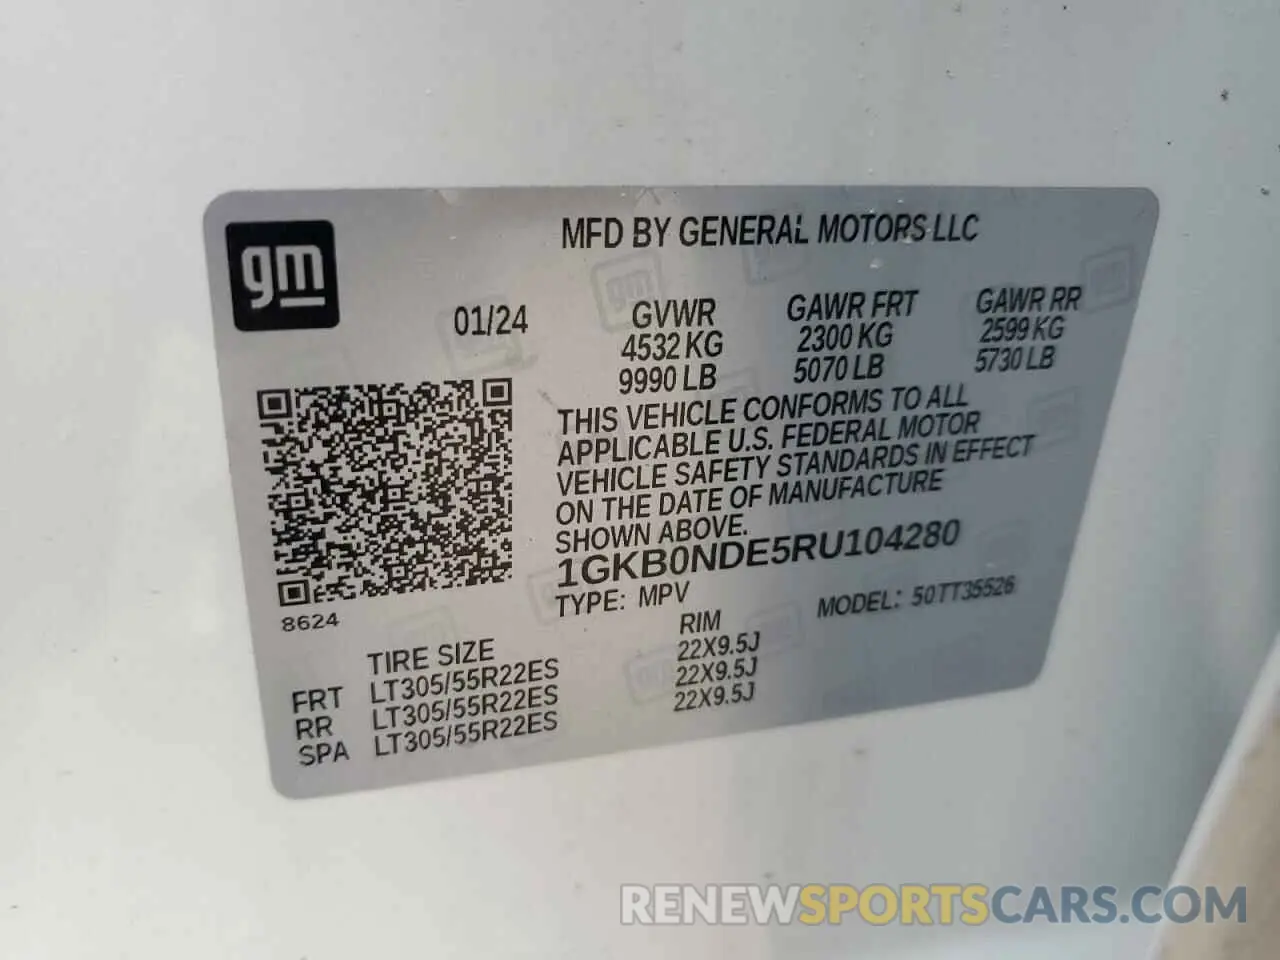 gm
MFD BY GENERAL MOTORS LLC
01/24
GVWR GAWR FRT GAWR RR
4532 KG 2300 KG 2599 KG
9990 LB 5070 LB 5730 LB
THIS VEHICLE CONFORMS TO ALL
APPLICABLE U.S. FEDERAL MOTOR
VEHICLE SAFETY STANDARDS IN EFFECT
ON THE DATE OF MANUFACTURE
SHOWN ABOVE.
1GKB0NDE5RU104280
TYPE: MPV MODEL: 50TT35526
8624
TIRE SIZE RIM
FRT LT305/55R22ES 22X9.5J
RR LT305/55R22ES 22X9.5J
SPA LT305/55R22ES 22X9.5J
RENEWSPORTSCARS.COM